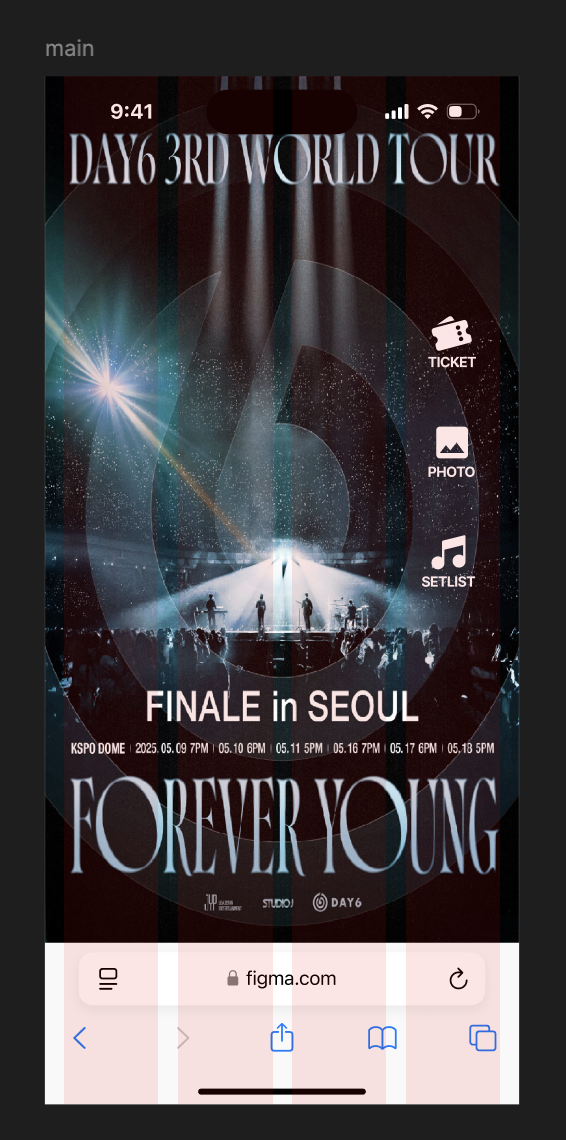 main
9:41
DAY6 3RD WORLD TOUR
TICKET
PHOTO
SETLIST
FINALE in SEOUL
KSPO DOME | 2025. 05. 09 7PM | 05. 10 6PM | 05. 11 5PM | 05. 16 7PM | 05. 17 6PM | 05. 18 5PM
FOREVER YOUNG
JYP ENTERTAINMENT STUDIO J DAY6
figma.com